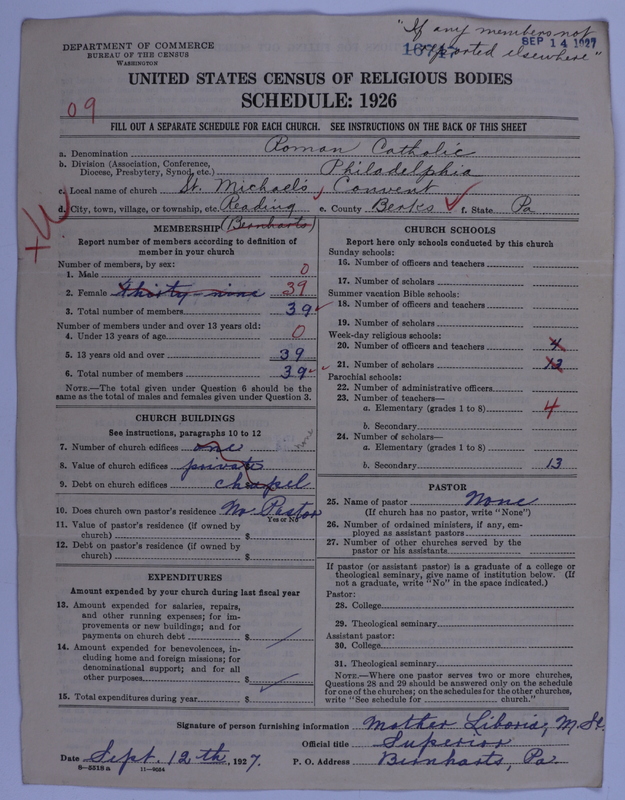 "If any members not
reported elsewhere"
SEP 14 1927
DEPARTMENT OF COMMERCE
BUREAU OF THE CENSUS
WASHINGTON
UNITED STATES CENSUS OF RELIGIOUS BODIES
SCHEDULE: 1926
09
FILL OUT A SEPARATE SCHEDULE FOR EACH CHURCH. SEE INSTRUCTIONS ON THE BACK OF THIS SHEET
a. Denomination Roman Catholic
b. Division (Association, Conference,
Diocese, Presbytery, Synod, etc.) Philadelphia
c. Local name of church St. Michael's Convent
d. City, town, village, or township, etc. Reading e. County Berks f. State Pa
(Bernharts)
MEMBERSHIP
Report number of members according to definition of
member in your church
Number of members, by sex:
1. Male 0
2. Female Thirty-nine 39
3. Total number of members 39
Number of members under and over 13 years old:
4. Under 13 years of age 0
5. 13 years old and over 39
6. Total number of members 39
NOTE.—The total given under Question 6 should be the
same as the total of males and females given under Question 3.
CHURCH BUILDINGS
See instructions, paragraphs 10 to 12
7. Number of church edifices one
8. Value of church edifices private
9. Debt on church edifices chapel
10. Does church own pastor's residence No Pastor
Yes or No
11. Value of pastor's residence (if owned by
church) $
12. Debt on pastor's residence (if owned by
church) $
EXPENDITURES
Amount expended by your church during last fiscal year
13. Amount expended for salaries, repairs,
and other running expenses; for im-
provements or new buildings; and for
payments on church debt $
14. Amount expended for benevolences, in-
cluding home and foreign missions; for
denominational support; and for all
other purposes $
15. Total expenditures during year $
CHURCH SCHOOLS
Report here only schools conducted by this church
Sunday schools:
16. Number of officers and teachers
17. Number of scholars
Summer vacation Bible schools:
18. Number of officers and teachers
19. Number of scholars
Week-day religious schools:
20. Number of officers and teachers 4
21. Number of scholars 13
Parochial schools:
22. Number of administrative officers
23. Number of teachers—
a. Elementary (grades 1 to 8) 4
b. Secondary
24. Number of scholars—
a. Elementary (grades 1 to 8)
b. Secondary 13
PASTOR
25. Name of pastor None
(If church has no pastor, write "None")
26. Number of ordained ministers, if any, em-
ployed as assistant pastors
27. Number of other churches served by the
pastor or his assistants
If pastor (or assistant pastor) is a graduate of a college or
theological seminary, give name of institution below. (If
not a graduate, write "No" in the space indicated.)
Pastor:
28. College
29. Theological seminary
Assistant pastor:
30. College
31. Theological seminary
NOTE.—Where one pastor serves two or more churches,
Questions 28 and 29 should be answered only on the schedule
for one of the churches; on the schedules for the other churches,
write "See schedule for church."
Signature of person furnishing information Mother Liboria, M.
Official title Superior
Date Sept. 12th, 1927. P. O. Address Bernharts, Pa
8—5518a 11—9034